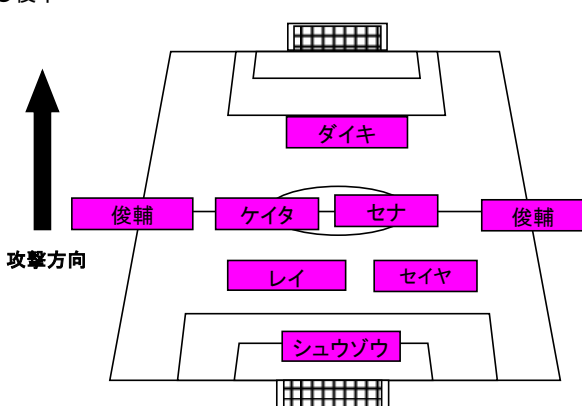 ダイキ
俊輔 ケイタ セナ 俊輔
攻撃方向
レイ セイヤ
シュウゾウ